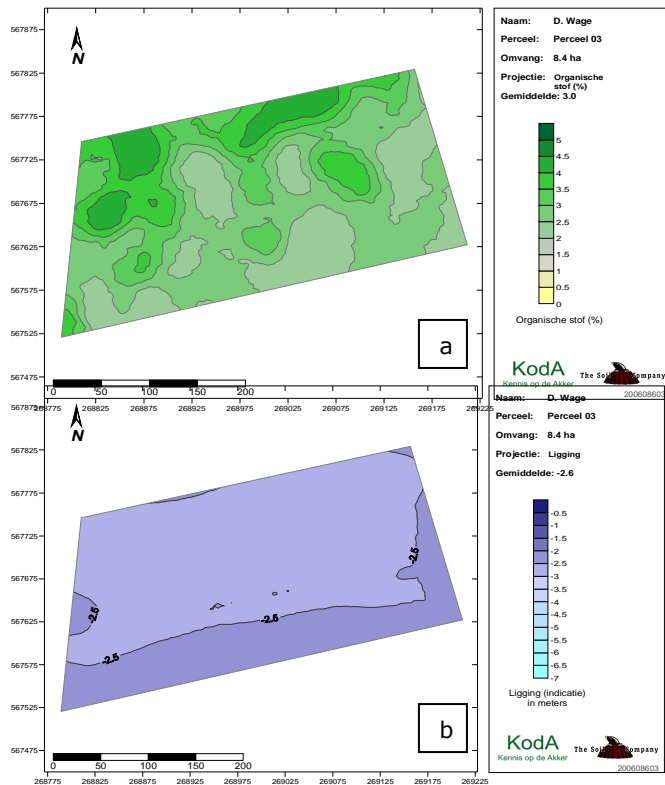 567875
567825
567775
567725
567675
567625
567575
567525
567475
N
a
0 50 100 150 200
268775 268825 268875 268925 268975 269025 269075 269125 269175 269225
Naam: D. Wage
Perceel: Perceel 03
Omvang: 8.4 ha
Projectie: Organische
stof (%)
Gemiddelde: 3.0
5
4.5
4
3.5
3
2.5
2
1.5
1
0.5
0
Organische stof (%)
KodA
Kennis op de Akker
The Soil Company
200608603
567875
567825
567775
567725
567675
567625
567575
567525
567475
N
-2.5
-2.5
-2.5
-2.5
b
0 50 100 150 200
268775 268825 268875 268925 268975 269025 269075 269125 269175 269225
Naam: D. Wage
Perceel: Perceel 03
Omvang: 8.4 ha
Projectie: Ligging
Gemiddelde: -2.6
-0.5
-1
-1.5
-2
-2.5
-3
-3.5
-4
-4.5
-5
-5.5
-6
-6.5
-7
Ligging (indicatie)
in meters
KodA
Kennis op de Akker
The Soil Company
200608603